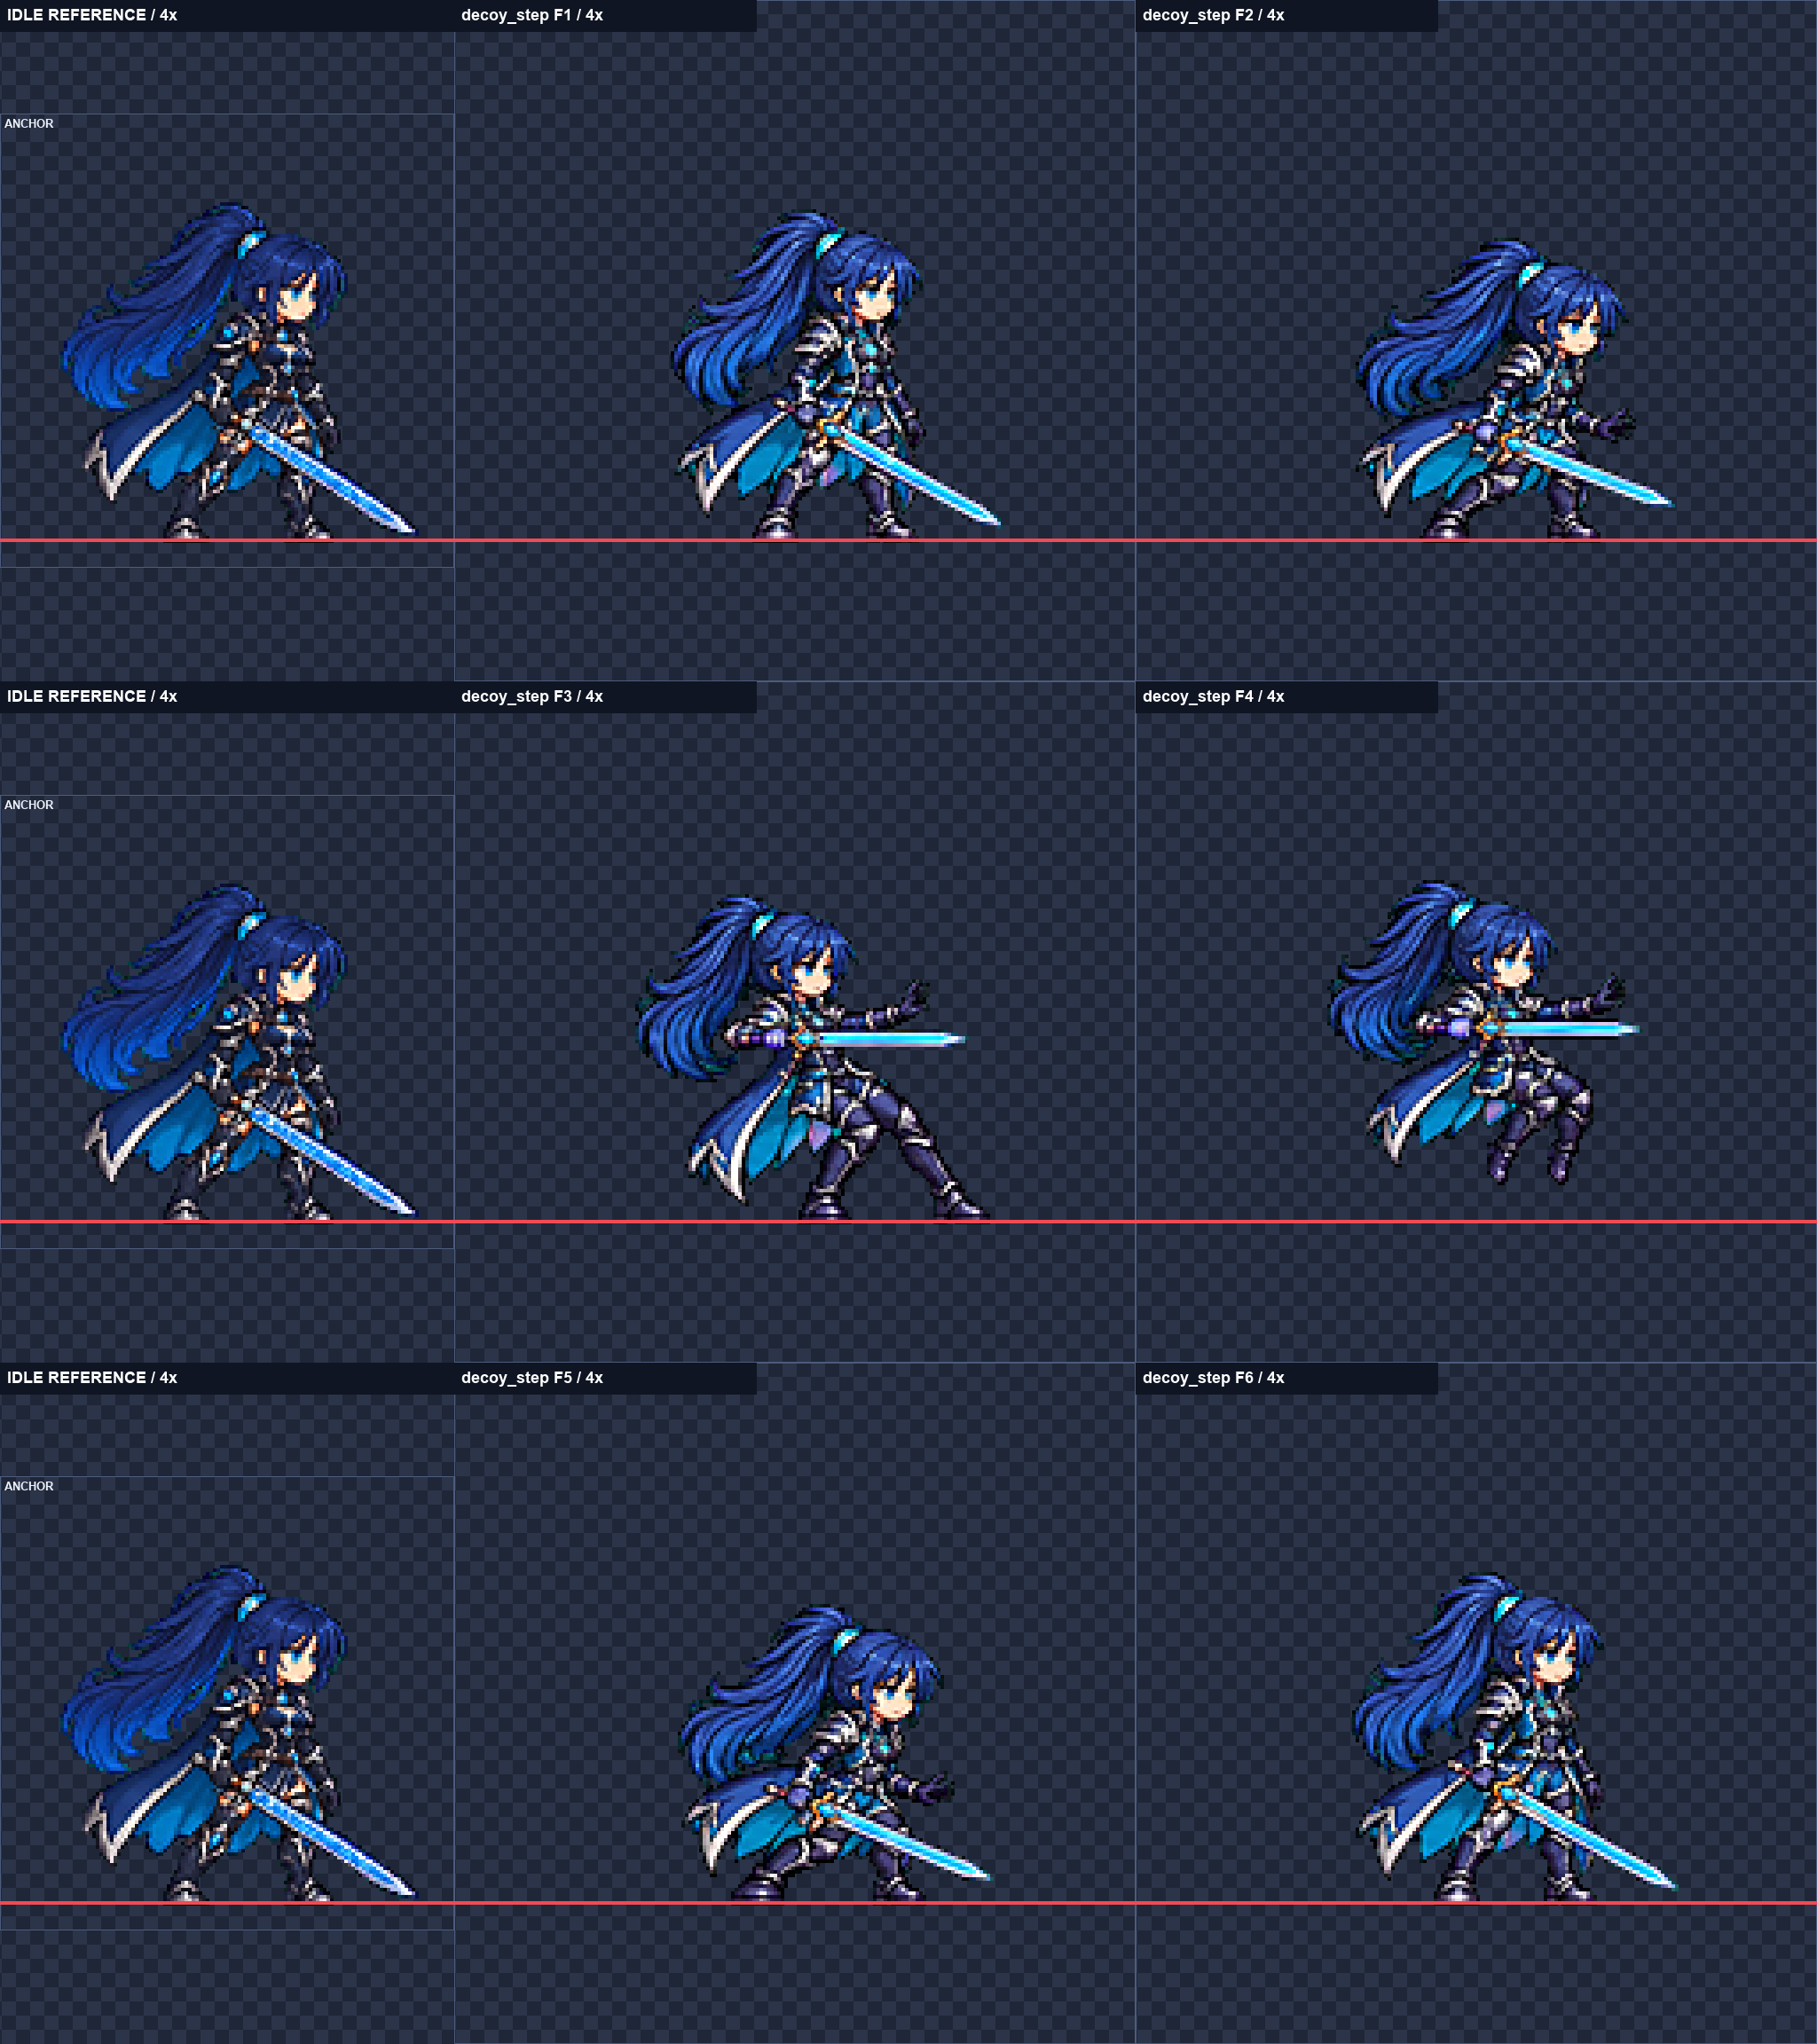 IDLE REFERENCE / 4x
decoy_step F1 / 4x
decoy_step F2 / 4x
ANCHOR
IDLE REFERENCE / 4x
decoy_step F3 / 4x
decoy_step F4 / 4x
ANCHOR
IDLE REFERENCE / 4x
decoy_step F5 / 4x
decoy_step F6 / 4x
ANCHOR